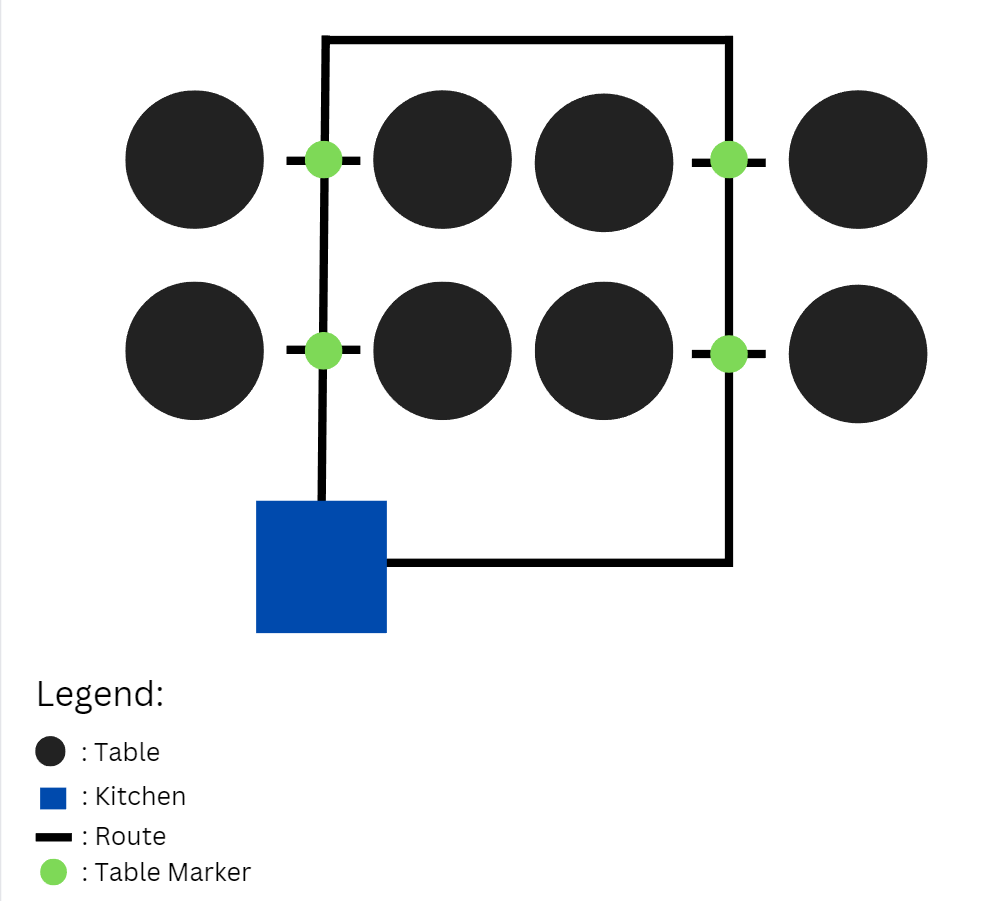 Legend:
: Table
: Kitchen
: Route
: Table Marker